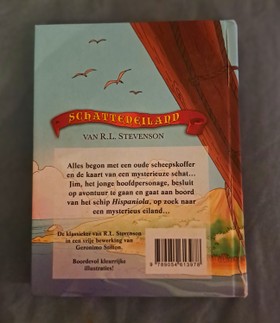 SCHATTENEILAND
VAN R.L. STEVENSON
Alles begon met een oude scheepskoffer
en de kaart van een mysterieuze schat...
Jim, het jonge hoofdpersonage, besluit
op avontuur te gaan en gaat aan boord
van het schip Hispaniola, op zoek naar
een mysterieus eiland...
De klassieker van R.L. Stevenson
in een vrije bewerking van
Geronimo Stilton.
Boordevol kleurrijke
illustraties!